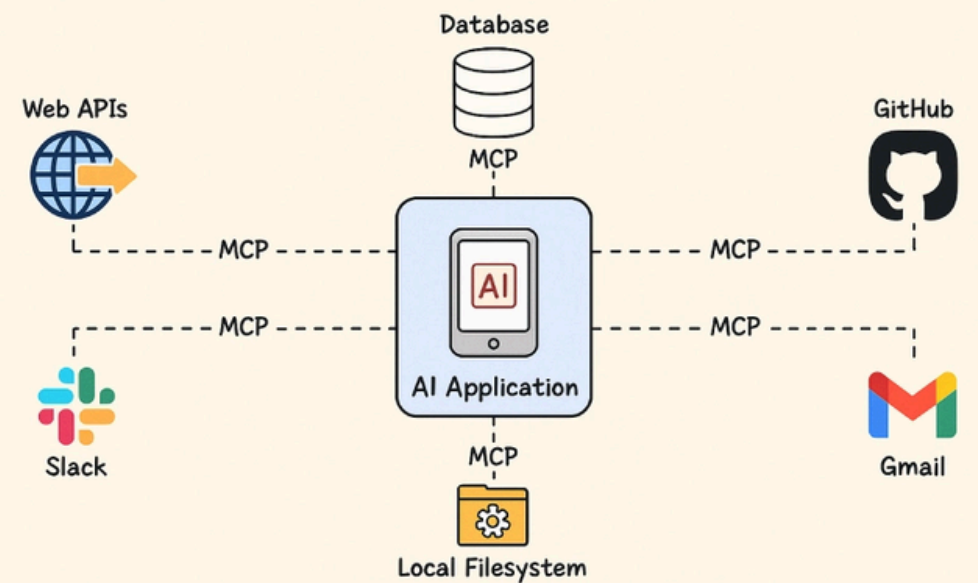 Database
Web APIs
GitHub
MCP
MCP
MCP
AI
MCP
MCP
AI Application
MCP
Slack
Gmail
Local Filesystem